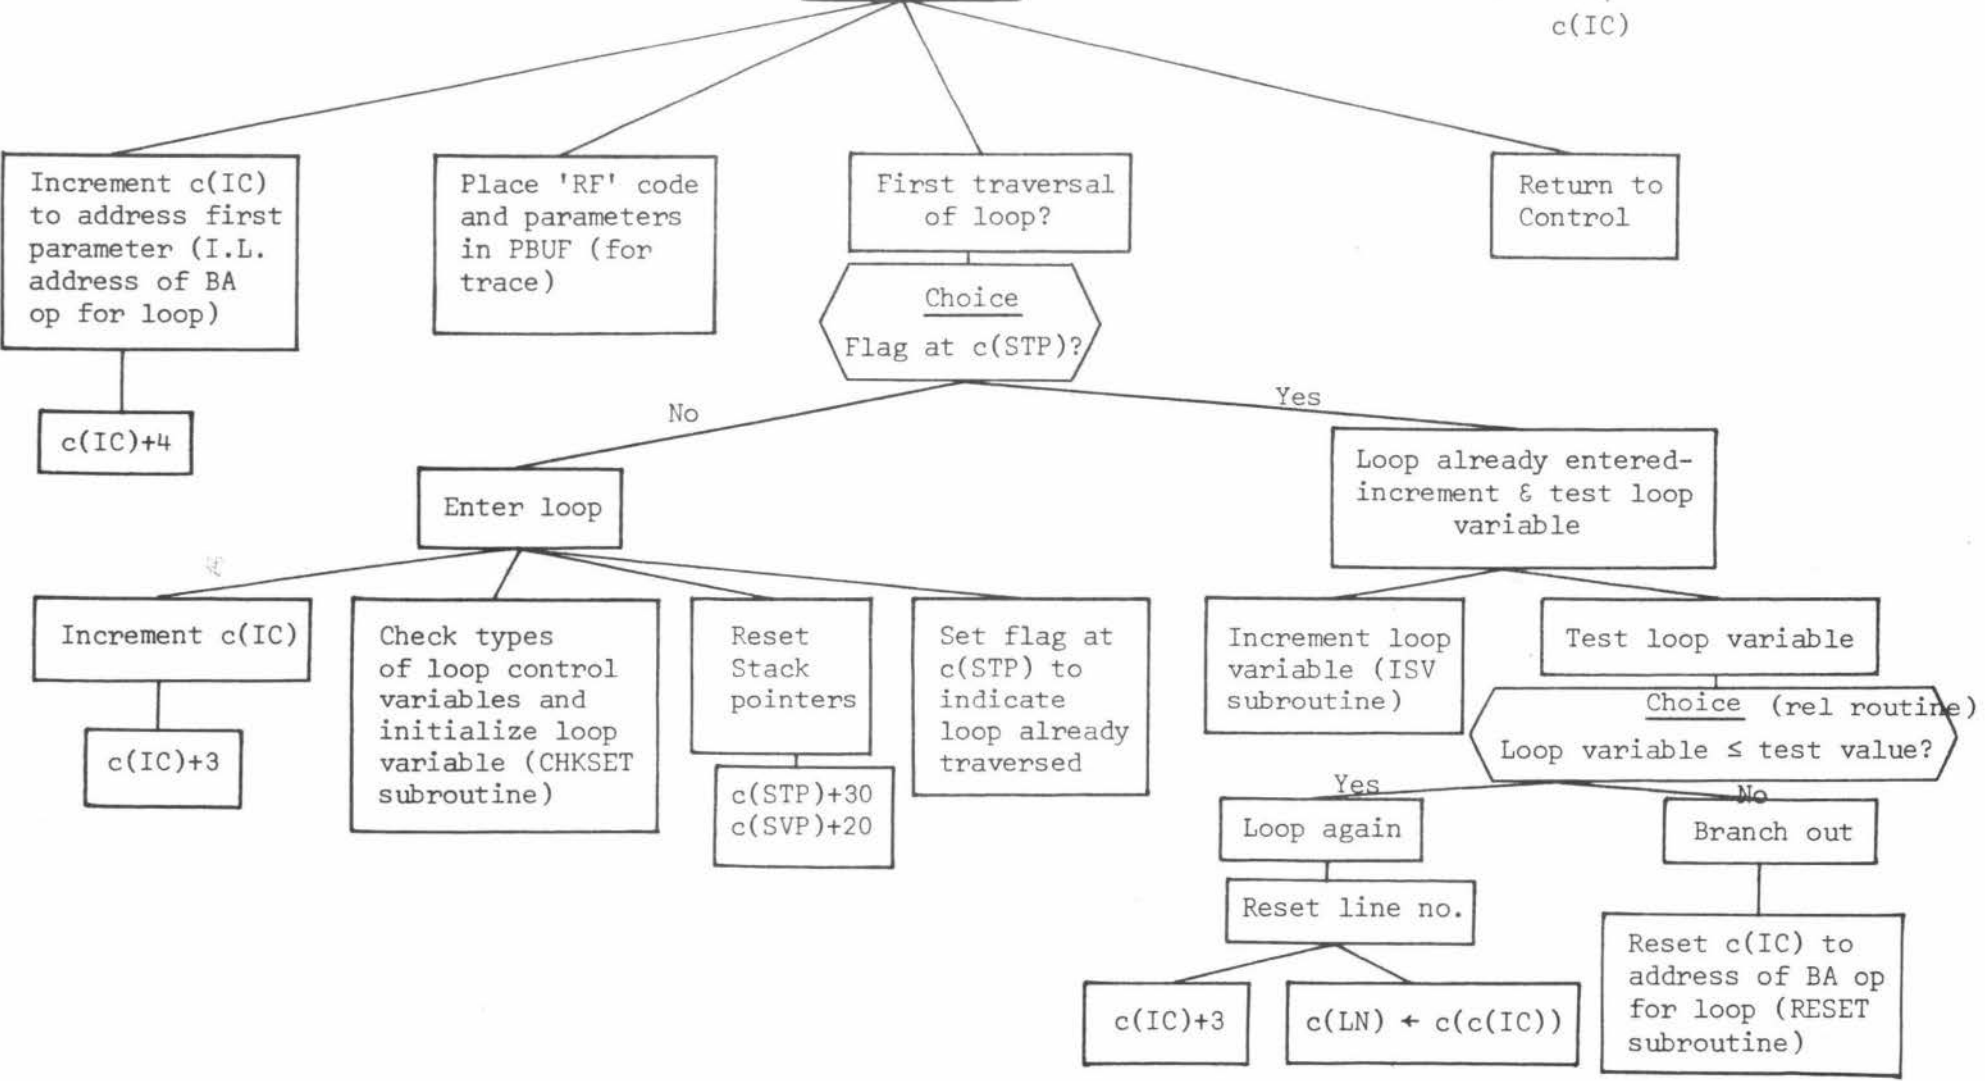 c(IC)
Increment c(IC)
to address first
parameter (I.L.
address of BA
op for loop)
Place 'RF' code
and parameters
in PBUF (for
trace)
First traversal
of loop?
Return to
Control
Choice
Flag at c(STP)?
c(IC)+4
No
Yes
Enter loop
Loop already entered-
increment & test loop
variable
Increment c(IC)
Check types
of loop control
variables and
initialize loop
variable (CHKSET
subroutine)
Reset
Stack
pointers
Set flag at
c(STP) to
indicate
loop already
traversed
Increment loop
variable (ISV
subroutine)
Test loop variable
Choice (rel routine)
Loop variable ≤ test value?
c(IC)+3
c(STP)+30
c(SVP)+20
Yes
No
Loop again
Branch out
Reset line no.
Reset c(IC) to
address of BA op
for loop (RESET
subroutine)
c(IC)+3
c(LN) ← c(c(IC))